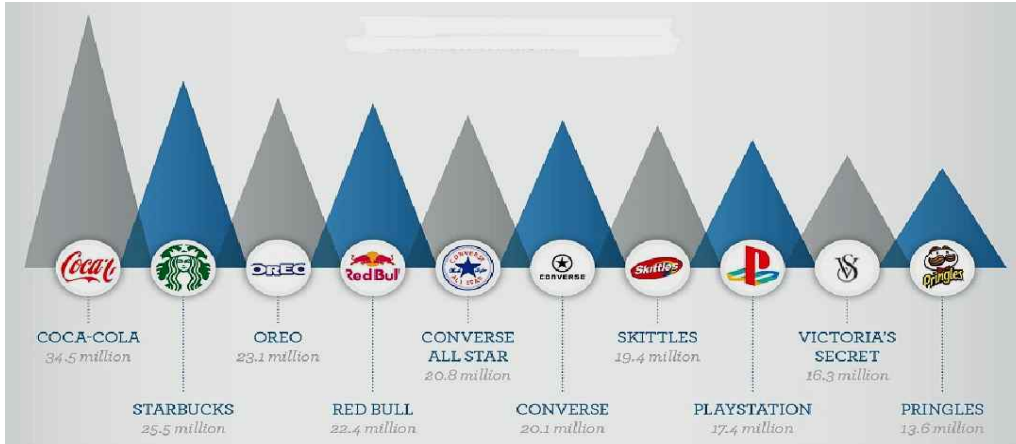 Coca-C
OREO
RedBull
CONVERSE
ALL STAR
CONVERSE
Skittles
VS
Pringles
COCA-COLA
34.5 million
OREO
23.1 million
CONVERSE
ALL STAR
20.8 million
SKITTLES
19.4 million
VICTORIA'S
SECRET
16.3 million
STARBUCKS
25.5 million
RED BULL
22.4 million
CONVERSE
20.1 million
PLAYSTATION
17.4 million
PRINGLES
13.6 million